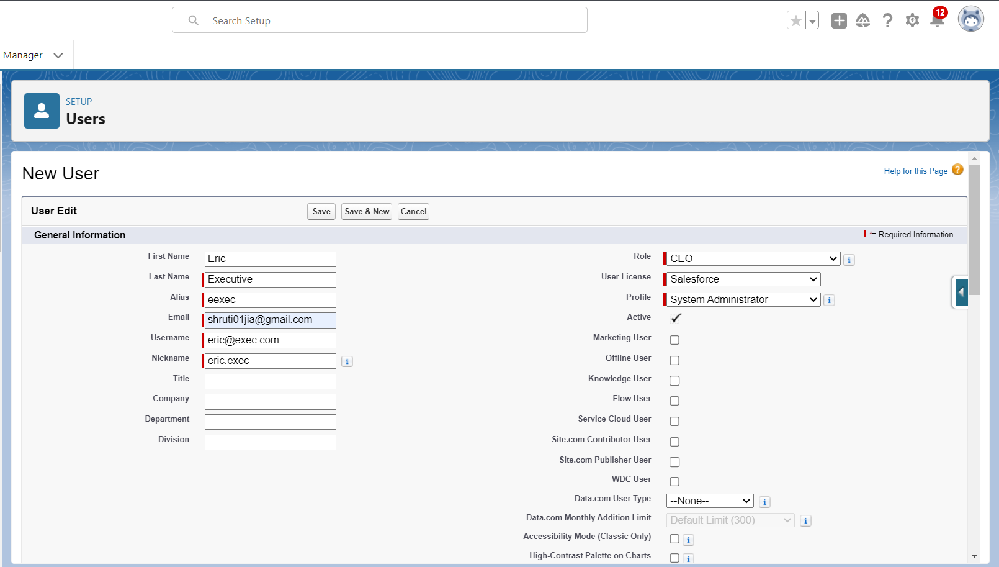 Search Setup
12
Manager
SETUP
Users
New User
Help for this Page
User Edit
Save
Save & New
Cancel
General Information
*= Required Information
First Name
Eric
Last Name
Executive
Alias
eexec
Email
shruti01jia@gmail.com
Username
eric@exec.com
Nickname
eric.exec
Title
Company
Department
Division
Role
CEO
User License
Salesforce
Profile
System Administrator
Active
Marketing User
Offline User
Knowledge User
Flow User
Service Cloud User
Site.com Contributor User
Site.com Publisher User
WDC User
Data.com User Type
--None--
Data.com Monthly Addition Limit
Default Limit (300)
Accessibility Mode (Classic Only)
High-Contrast Palette on Charts